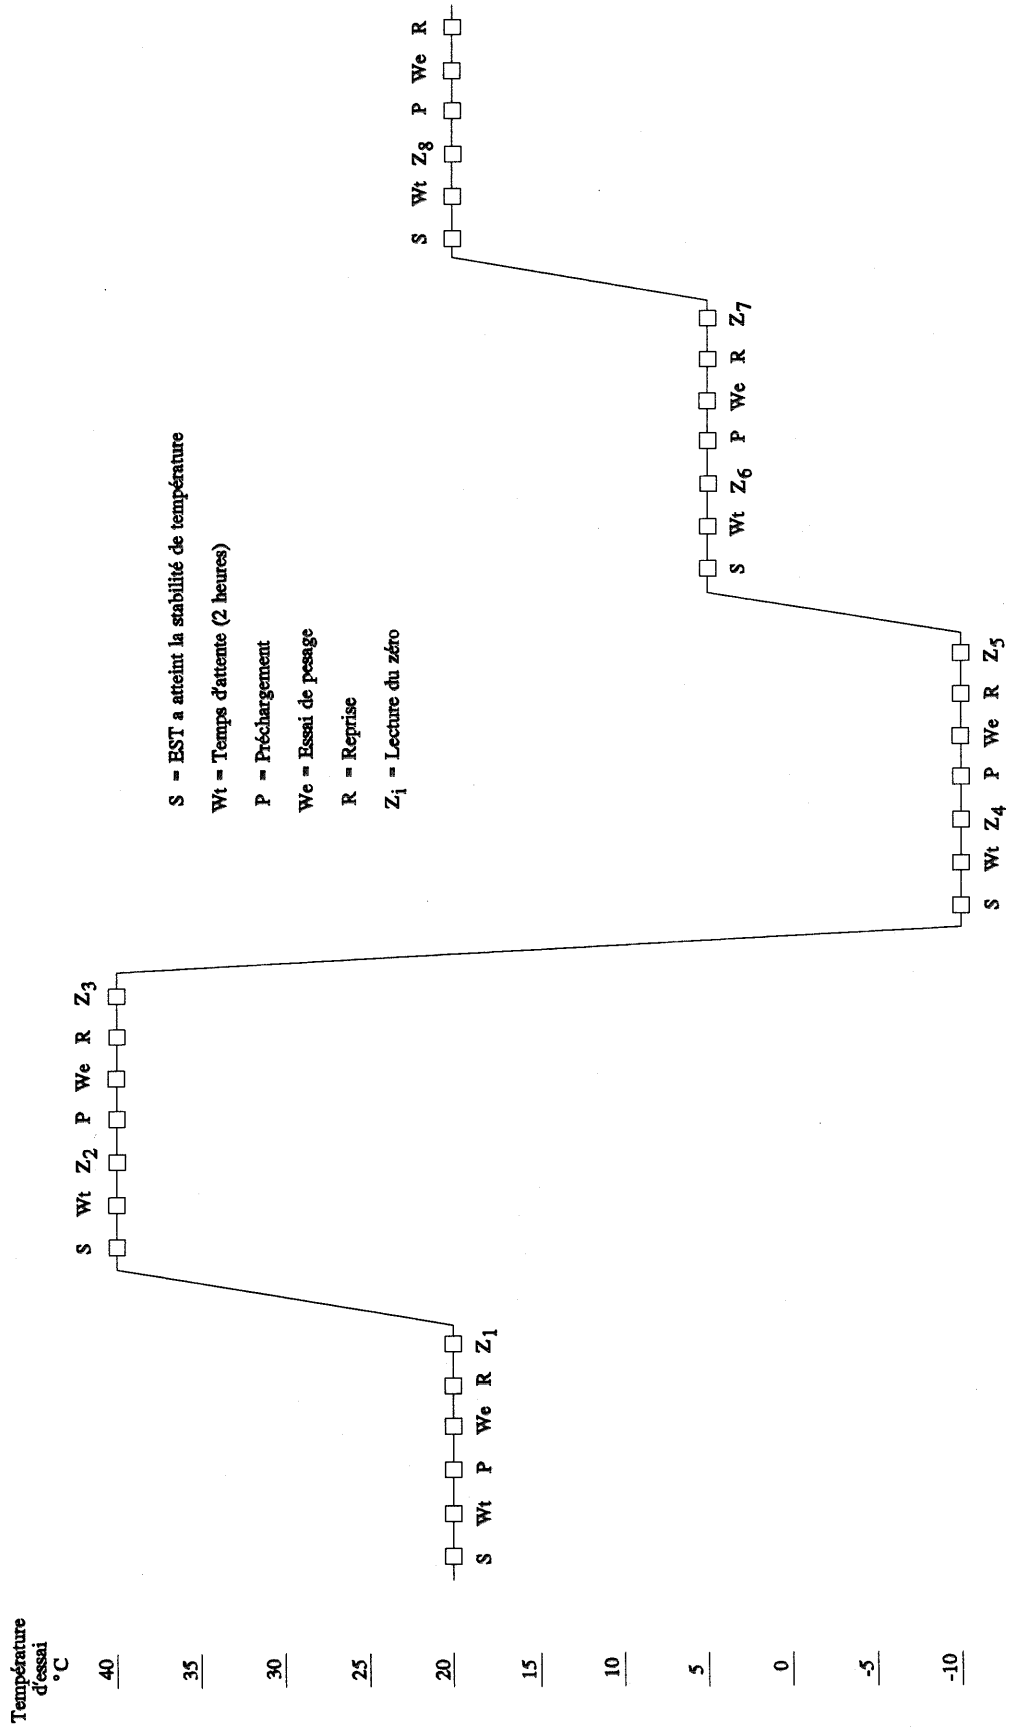 Température
d'essai
°C
40
35
30
25
20
15
10
5
0
-5
-10
S Wt P We R Z1
S Wt Z2 P We R Z3
S Wt Z4 P We R Z5
S Wt Z6 P We R Z7
S Wt Z8 P We R
S = EST a atteint la stabilité de température
Wt = Temps d'attente (2 heures)
P = Préchargement
We = Essai de pesage
R = Reprise
Zi = Lecture du zéro